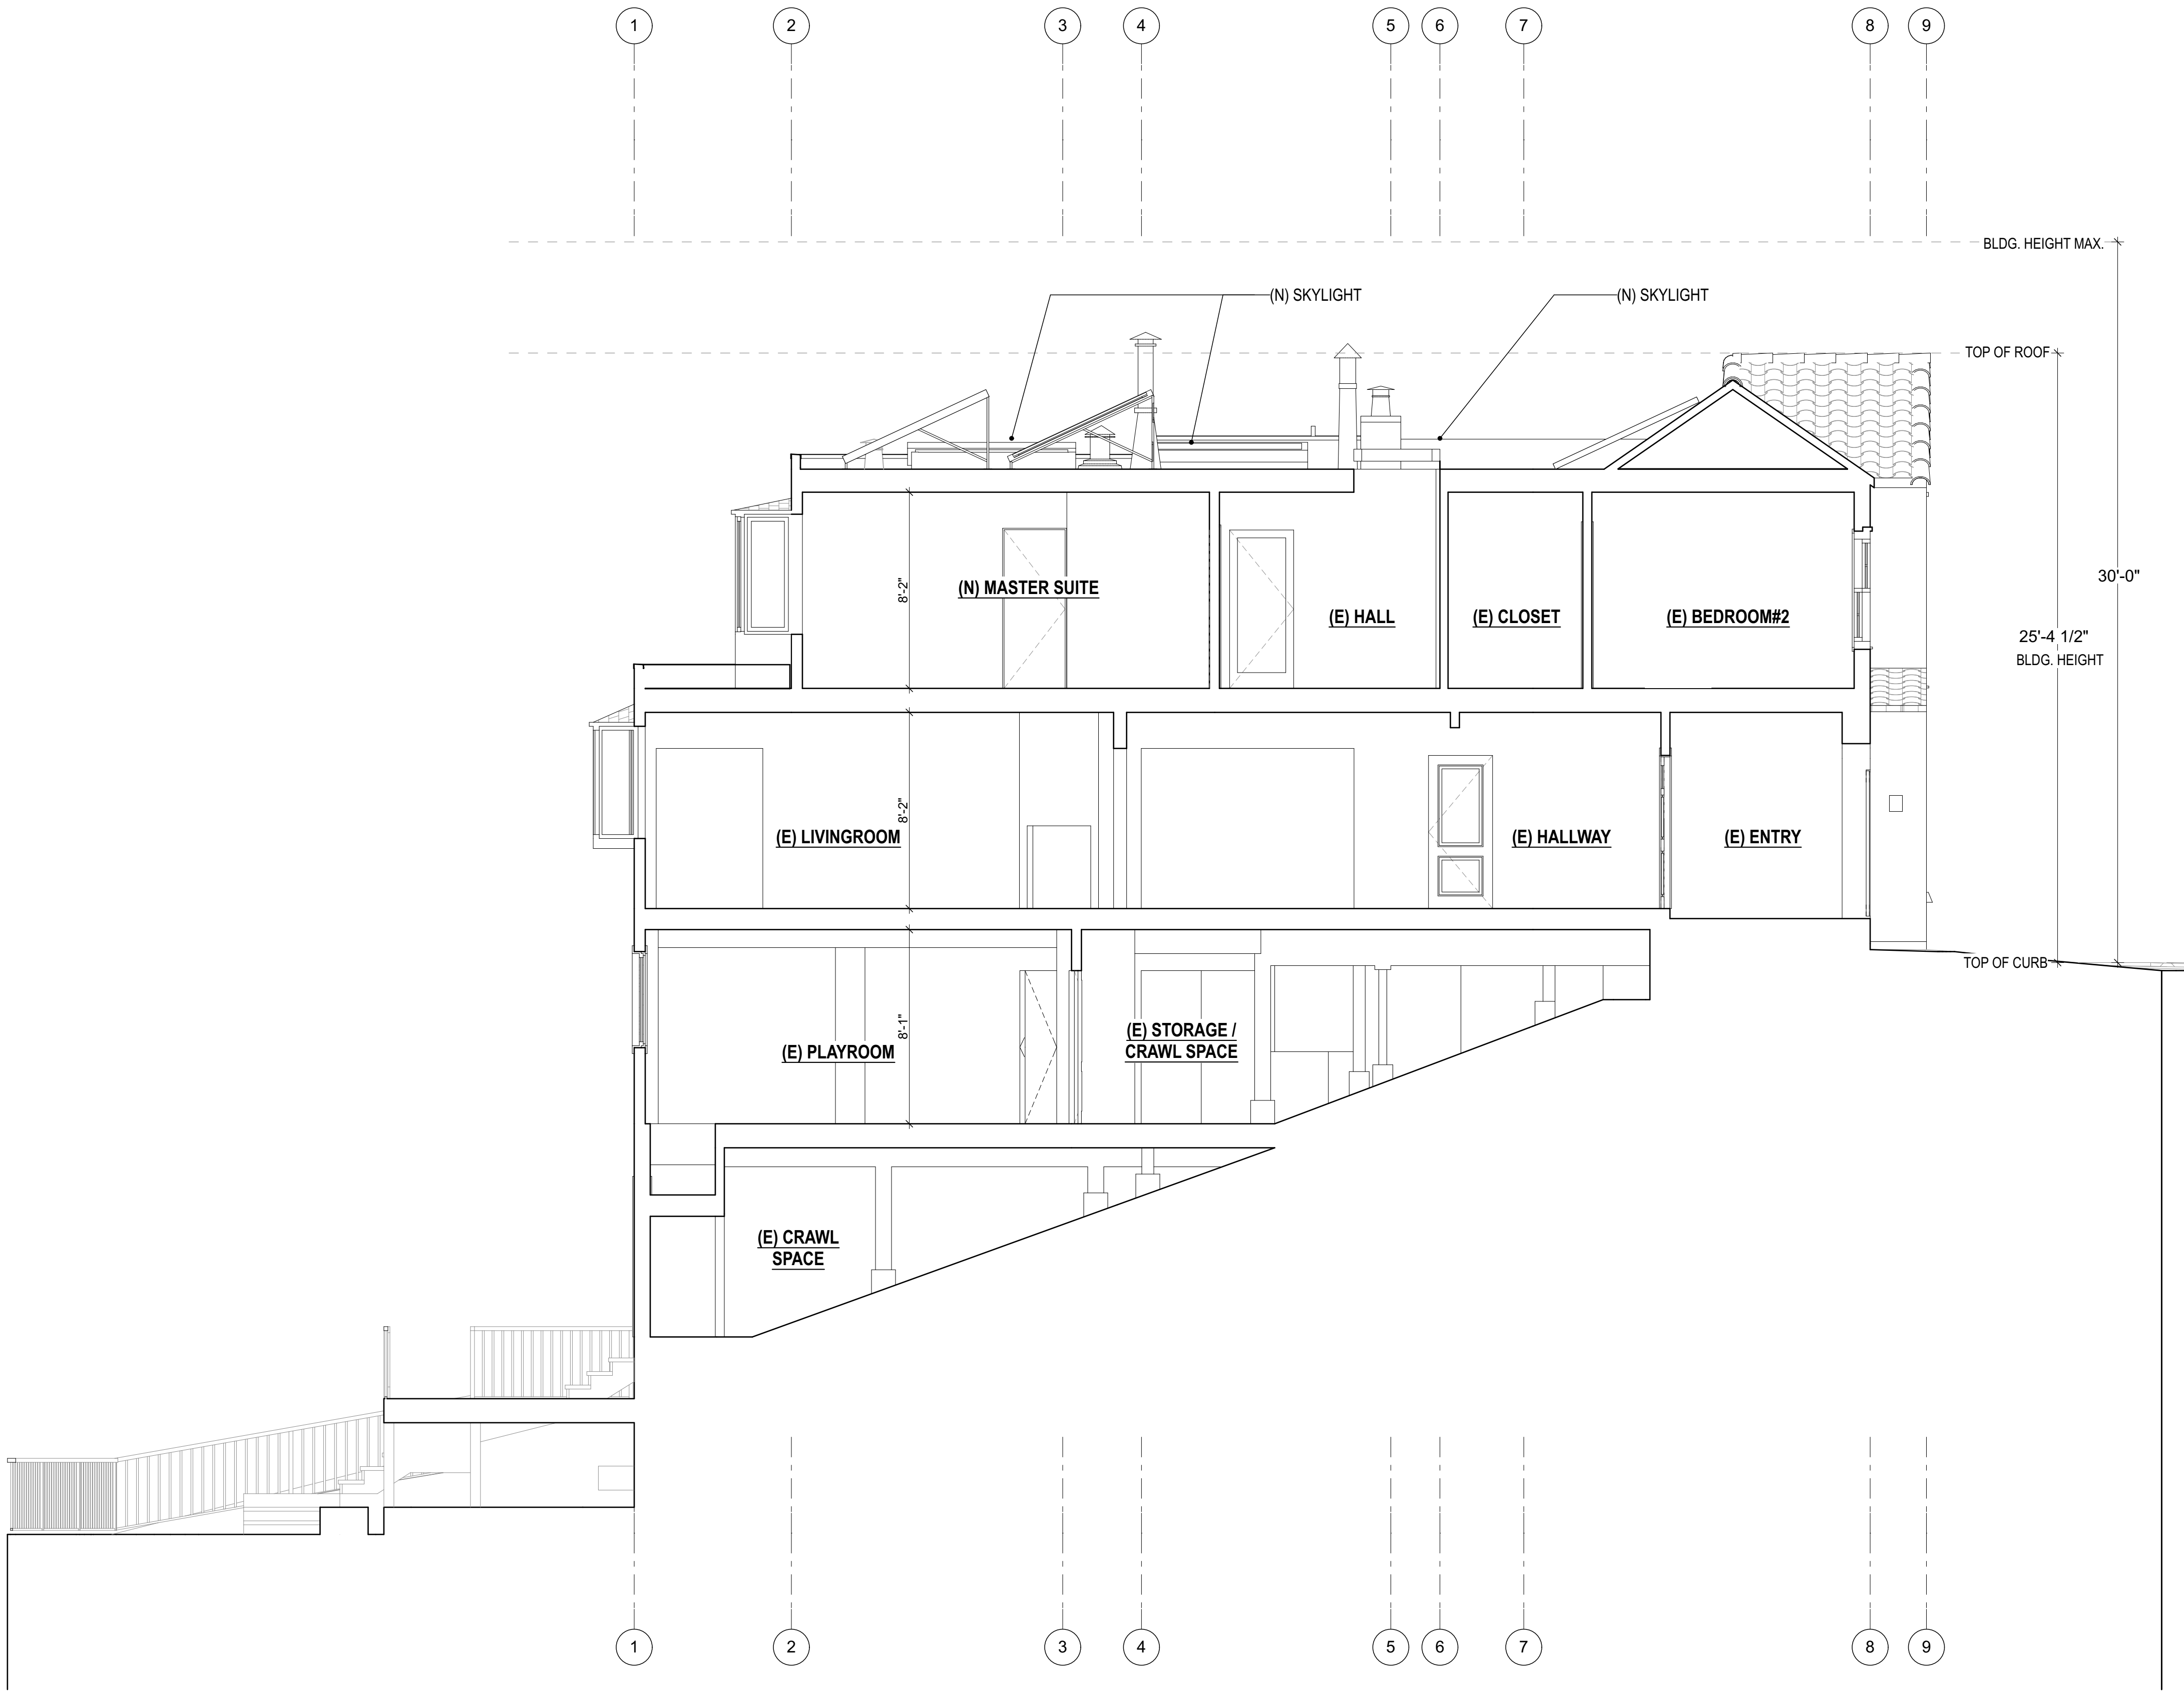 1 2 3 4 5 6 7 8 9
BLDG. HEIGHT MAX.
(N) SKYLIGHT (N) SKYLIGHT
TOP OF ROOF
30'-0"
8'-2"
(N) MASTER SUITE
(E) HALL (E) CLOSET (E) BEDROOM#2
25'-4 1/2"
BLDG. HEIGHT
8'-2"
(E) LIVINGROOM (E) HALLWAY (E) ENTRY
TOP OF CURB
8'-1"
(E) PLAYROOM
(E) STORAGE /
CRAWL SPACE
(E) CRAWL
SPACE
1 2 3 4 5 6 7 8 9